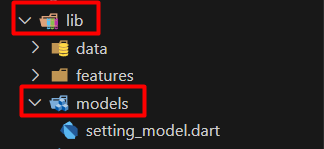 lib
data
features
models
setting_model.dart